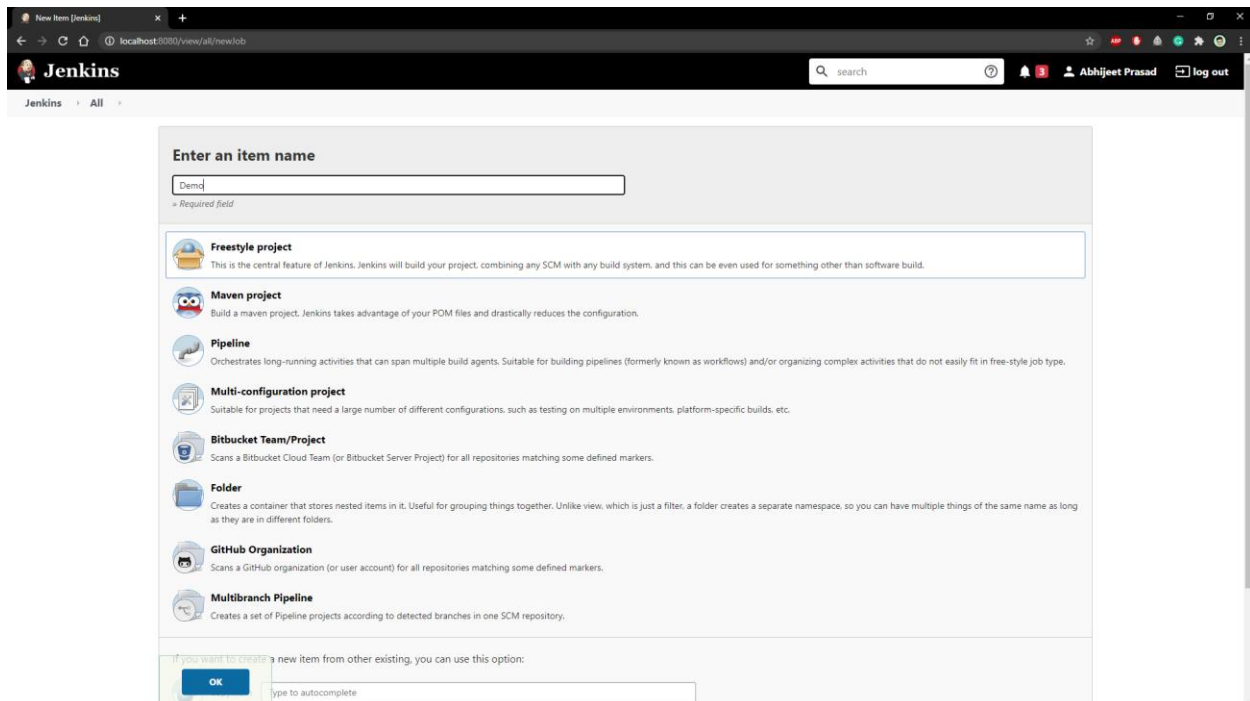 New Item [Jenkins]
localhost:8080/view/all/newJob
ABP
Jenkins
search
3
Abhijeet Prasad
log out
Jenkins
All
Enter an item name
Demo
» Required field
Freestyle project
This is the central feature of Jenkins. Jenkins will build your project, combining any SCM with any build system, and this can be even used for something other than software build.
Maven project
Build a maven project. Jenkins takes advantage of your POM files and drastically reduces the configuration.
Pipeline
Orchestrates long-running activities that can span multiple build agents. Suitable for building pipelines (formerly known as workflows) and/or organizing complex activities that do not easily fit in free-style job type.
Multi-configuration project
Suitable for projects that need a large number of different configurations, such as testing on multiple environments, platform-specific builds, etc.
Bitbucket Team/Project
Scans a Bitbucket Cloud Team (or Bitbucket Server Project) for all repositories matching some defined markers.
Folder
Creates a container that stores nested items in it. Useful for grouping things together. Unlike view, which is just a filter, a folder creates a separate namespace, so you can have multiple things of the same name as long
as they are in different folders.
GitHub Organization
Scans a GitHub organization (or user account) for all repositories matching some defined markers.
Multibranch Pipeline
Creates a set of Pipeline projects according to detected branches in one SCM repository.
If you want to create a new item from other existing, you can use this option:
OK
Type to autocomplete